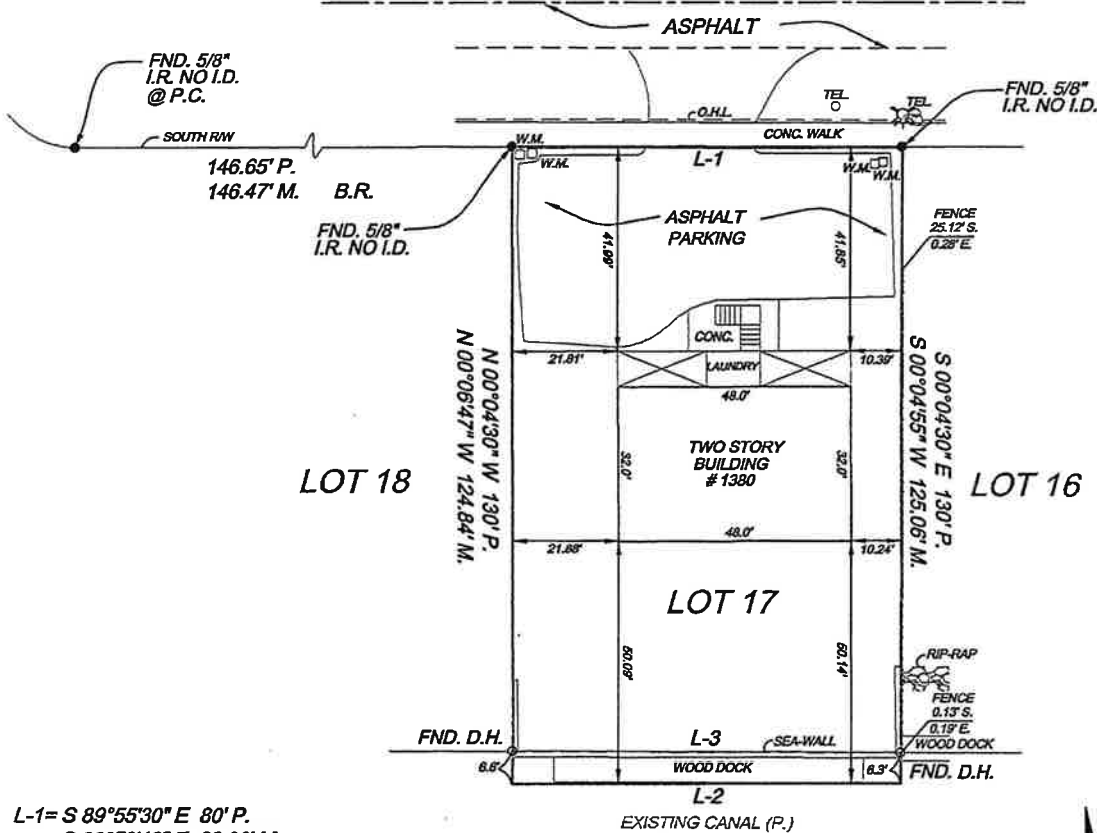 ASPHALT
FND. 5/8"
I.R. NO I.D.
@ P.C.
FND. 5/8"
I.R. NO I.D.
TEL
TEL
O.H.L.
CONC. WALK
SOUTH R/W
W.M.
W.M.
L-1
W.M.
W.M.
146.65' P.
146.47' M. B.R.
FND. 5/8"
I.R. NO I.D.
ASPHALT
PARKING
41.99'
41.85'
FENCE
25.12' S.
0.28' E.
CONC.
LAUNDRY
21.81'
10.39'
48.0'
N 00°04'30" W 130' P.
N 00°06'47" W 124.84' M.
S 00°04'30" E 130' P.
S 00°04'55" W 125.06' M.
LOT 18
32.0'
TWO STORY
BUILDING
# 1380
32.0'
LOT 16
21.88'
48.0'
10.24'
LOT 17
50.14'
RIP-RAP
FENCE
0.13' S.
0.19' E.
WOOD DOCK
FND. D.H.
L-3
SEA-WALL
6.6'
WOOD DOCK
6.3'
FND. D.H.
L-2
EXISTING CANAL (P.)
L-1= S 89°55'30" E 80' P.